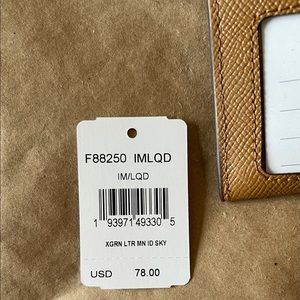 F88250 IMLQD
IM/LQD
1 93971 49330 5
XGRN LTR MN ID SKY
USD 78.00